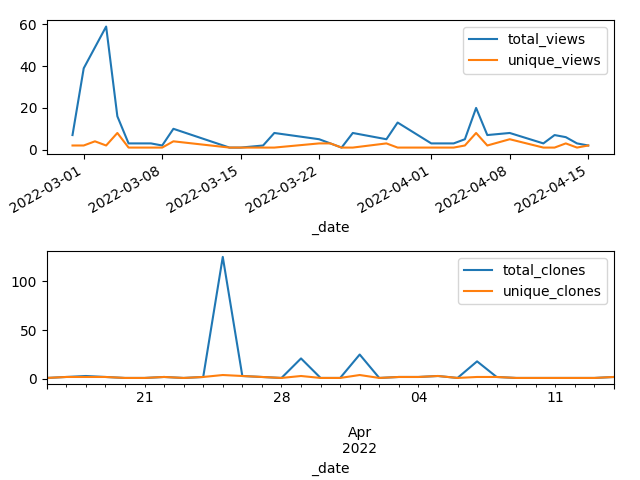 60
40
20
0
total_views
unique_views
2022-03-01
2022-03-08
2022-03-15
2022-03-22
2022-04-01
2022-04-08
2022-04-15
_date
100
50
0
total_clones
unique_clones
21
28
04
11
Apr
2022
_date